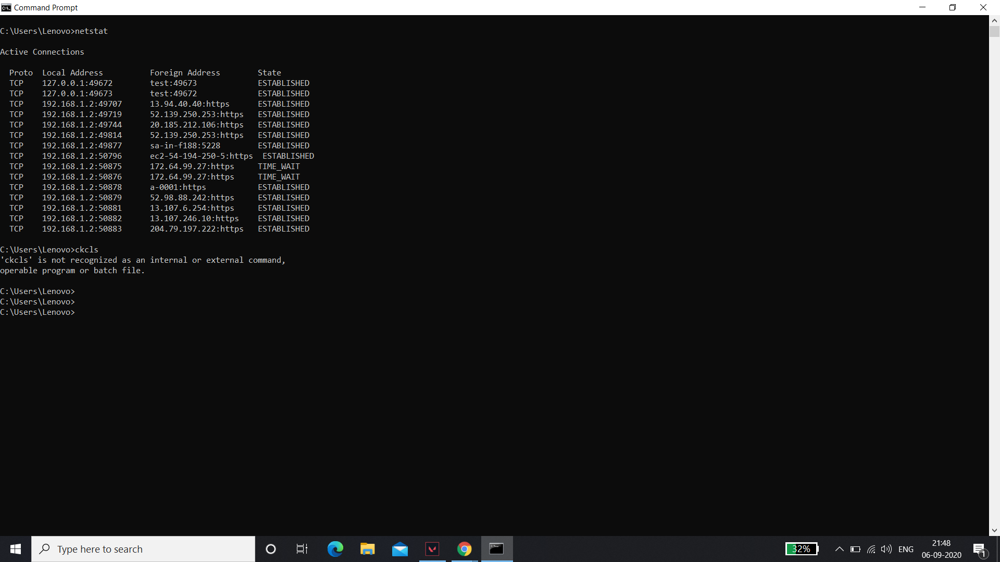 Command Prompt
C:\Users\Lenovo>netstat
Active Connections
Proto Local Address Foreign Address State
TCP 127.0.0.1:49672 test:49673 ESTABLISHED
TCP 127.0.0.1:49673 test:49672 ESTABLISHED
TCP 192.168.1.2:49707 13.94.40.40:https ESTABLISHED
TCP 192.168.1.2:49719 52.139.250.253:https ESTABLISHED
TCP 192.168.1.2:49744 20.185.212.106:https ESTABLISHED
TCP 192.168.1.2:49814 52.139.250.253:https ESTABLISHED
TCP 192.168.1.2:49877 sa-in-f188:5228 ESTABLISHED
TCP 192.168.1.2:50796 ec2-54-194-250-5:https ESTABLISHED
TCP 192.168.1.2:50875 172.64.99.27:https TIME_WAIT
TCP 192.168.1.2:50876 172.64.99.27:https TIME_WAIT
TCP 192.168.1.2:50878 a-0001:https ESTABLISHED
TCP 192.168.1.2:50879 52.98.88.242:https ESTABLISHED
TCP 192.168.1.2:50881 13.107.6.254:https ESTABLISHED
TCP 192.168.1.2:50882 13.107.246.10:https ESTABLISHED
TCP 192.168.1.2:50883 204.79.197.222:https ESTABLISHED
C:\Users\Lenovo>ckcls
'ckcls' is not recognized as an internal or external command,
operable program or batch file.
C:\Users\Lenovo>
C:\Users\Lenovo>
C:\Users\Lenovo>
Type here to search
32%
ENG
21:48
06-09-2020
1